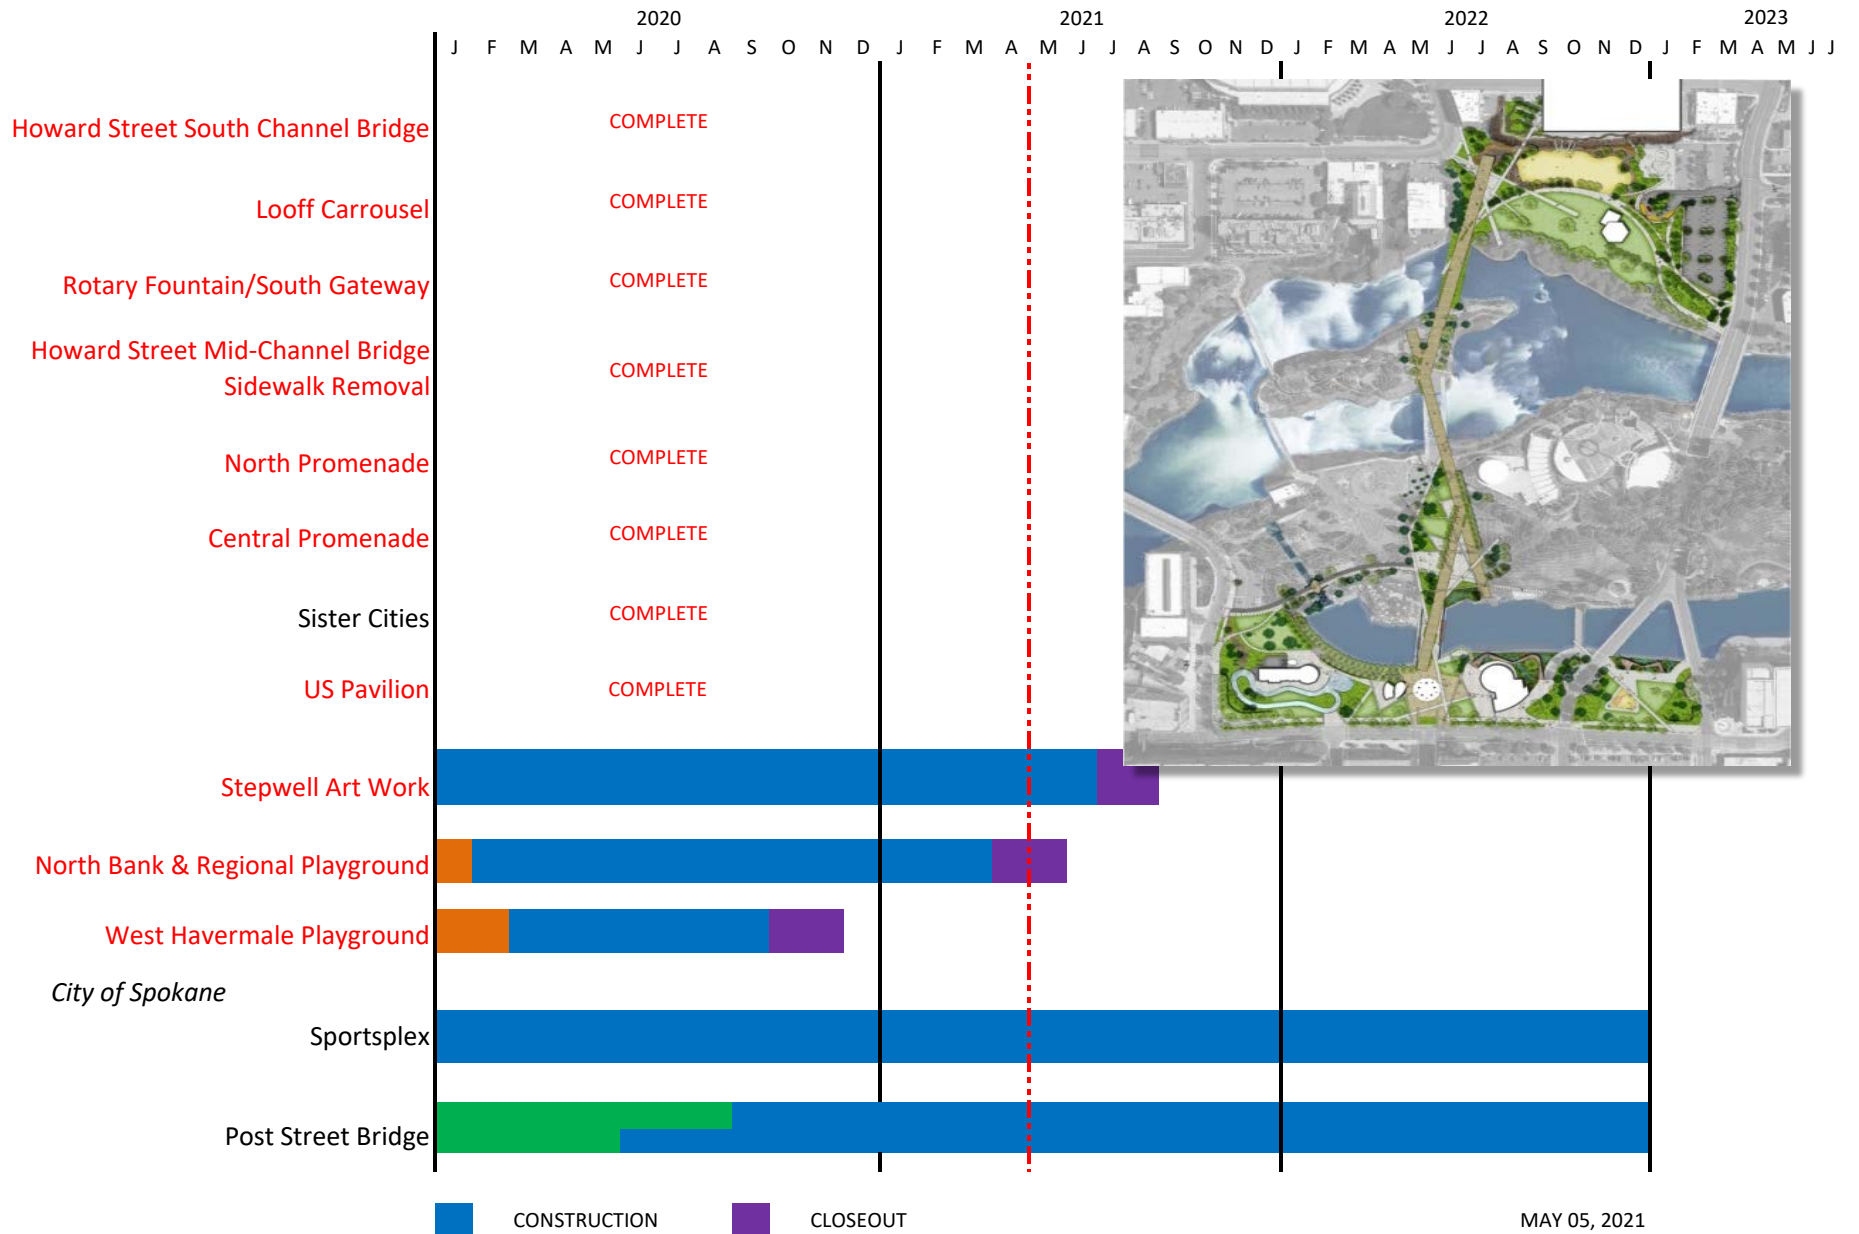 2020 2021 2022 2023
J F M A M J J A S O N D J F M A M J J A S O N D J F M A M J J A S O N D J F M A M J J
Howard Street South Channel Bridge COMPLETE
Looff Carrousel COMPLETE
Rotary Fountain/South Gateway COMPLETE
Howard Street Mid-Channel Bridge
Sidewalk Removal COMPLETE
North Promenade COMPLETE
Central Promenade COMPLETE
Sister Cities COMPLETE
US Pavilion COMPLETE
Stepwell Art Work
North Bank & Regional Playground
West Havermale Playground
City of Spokane
Sportsplex
Post Street Bridge
CONSTRUCTION CLOSEOUT MAY 05, 2021